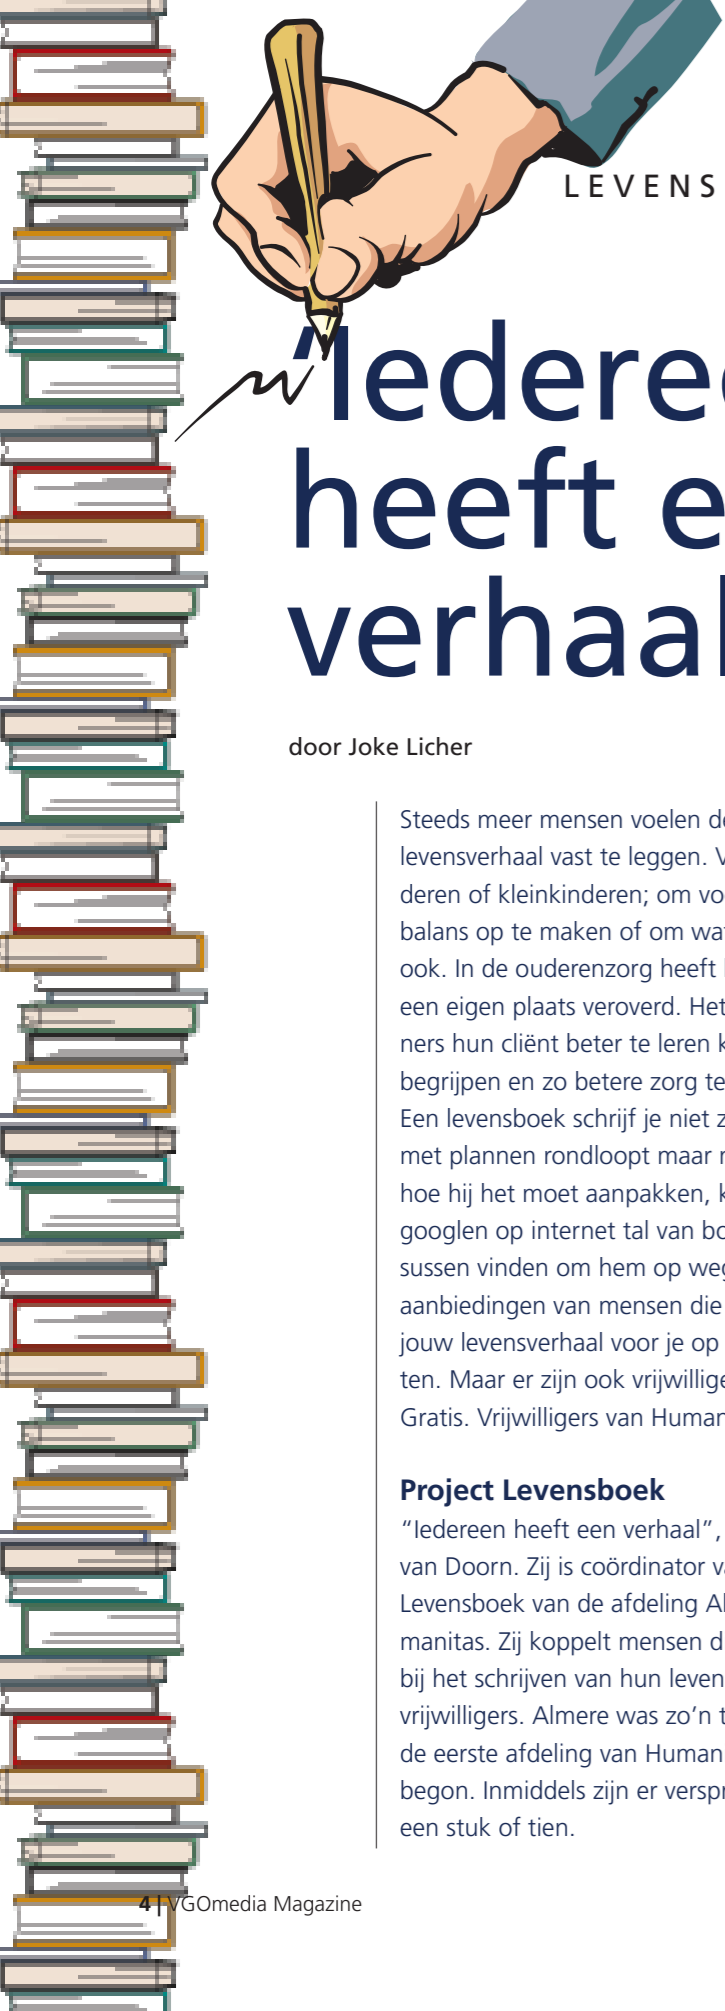 LEVENS
‘Iedere
heeft e
verhaal
door Joke Licher
Steeds meer mensen voelen de
levensverhaal vast te leggen. V
deren of kleinkinderen; om vo
balans op te maken of om wa
ook. In de ouderenzorg heeft
een eigen plaats veroverd. Het
ners hun cliënt beter te leren k
begrijpen en zo betere zorg te
Een levensboek schrijf je niet z
met plannen rondloopt maar
hoe hij het moet aanpakken, k
googlen op internet tal van bo
sussen vinden om hem op weg
aanbiedingen van mensen die
jouw levensverhaal voor je op
ten. Maar er zijn ook vrijwillige
Gratis. Vrijwilligers van Human
Project Levensboek
“Iedereen heeft een verhaal”,
van Doorn. Zij is coördinator va
Levensboek van de afdeling Al
manitas. Zij koppelt mensen d
bij het schrijven van hun leven
vrijwilligers. Almere was zo’n t
de eerste afdeling van Human
begon. Inmiddels zijn er verspr
een stuk of tien.
4 | VGOmedia Magazine